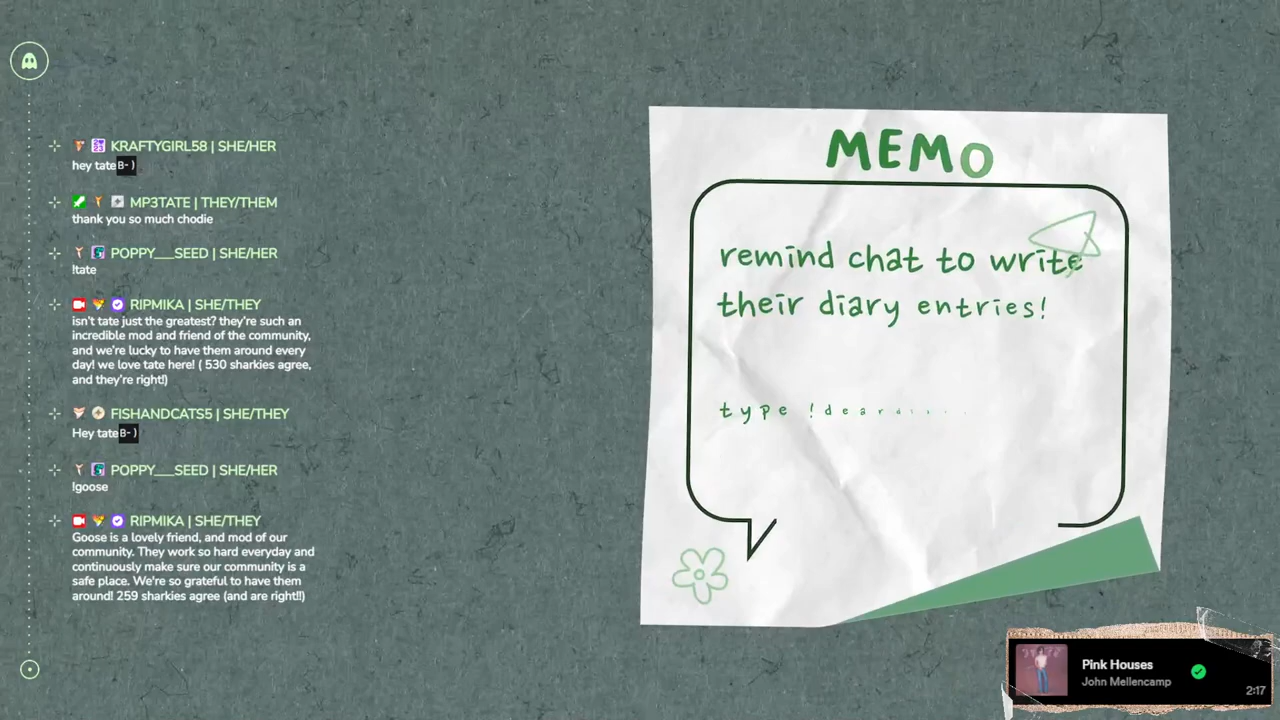 KRAFTYGIRL58 | SHE/HER
hey tate B-)
MP3TATE | THEY/THEM
thank you so much chodie
POPPY___SEED | SHE/HER
!tate
RIPMIKA | SHE/THEY
isn't tate just the greatest? they're such an
incredible mod and friend of the community,
and we're lucky to have them around every
day! we love tate here! ( 530 sharkies agree,
and they're right!)
FISHANDCATS5 | SHE/THEY
Hey tate B-)
POPPY___SEED | SHE/HER
!goose
RIPMIKA | SHE/THEY
Goose is a lovely friend, and mod of our
community. They work so hard everyday and
continuously make sure our community is a
safe place. We're so grateful to have them
around! 259 sharkies agree (and are right!!)
MEMO
remind chat to write
their diary entries!
type
Pink Houses
John Mellencamp
2:17